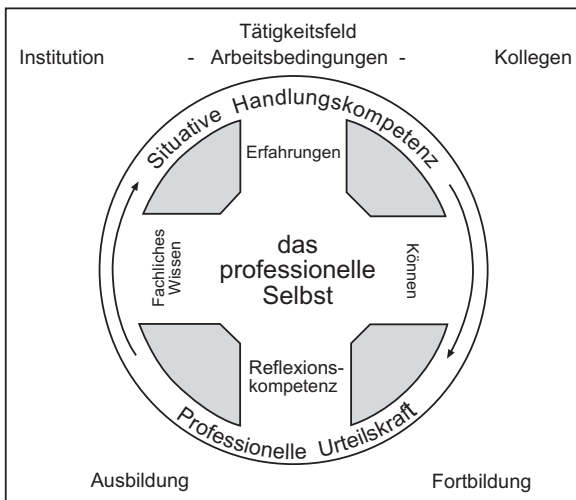 Tätigkeitsfeld
Institution - Arbeitsbedingungen - Kollegen
Situative Handlungskompetenz
Erfahrungen
Fachliches
Wissen
das
professionelle
Selbst
Können
Reflexions-
kompetenz
Professionelle Urteilskraft
Ausbildung Fortbildung